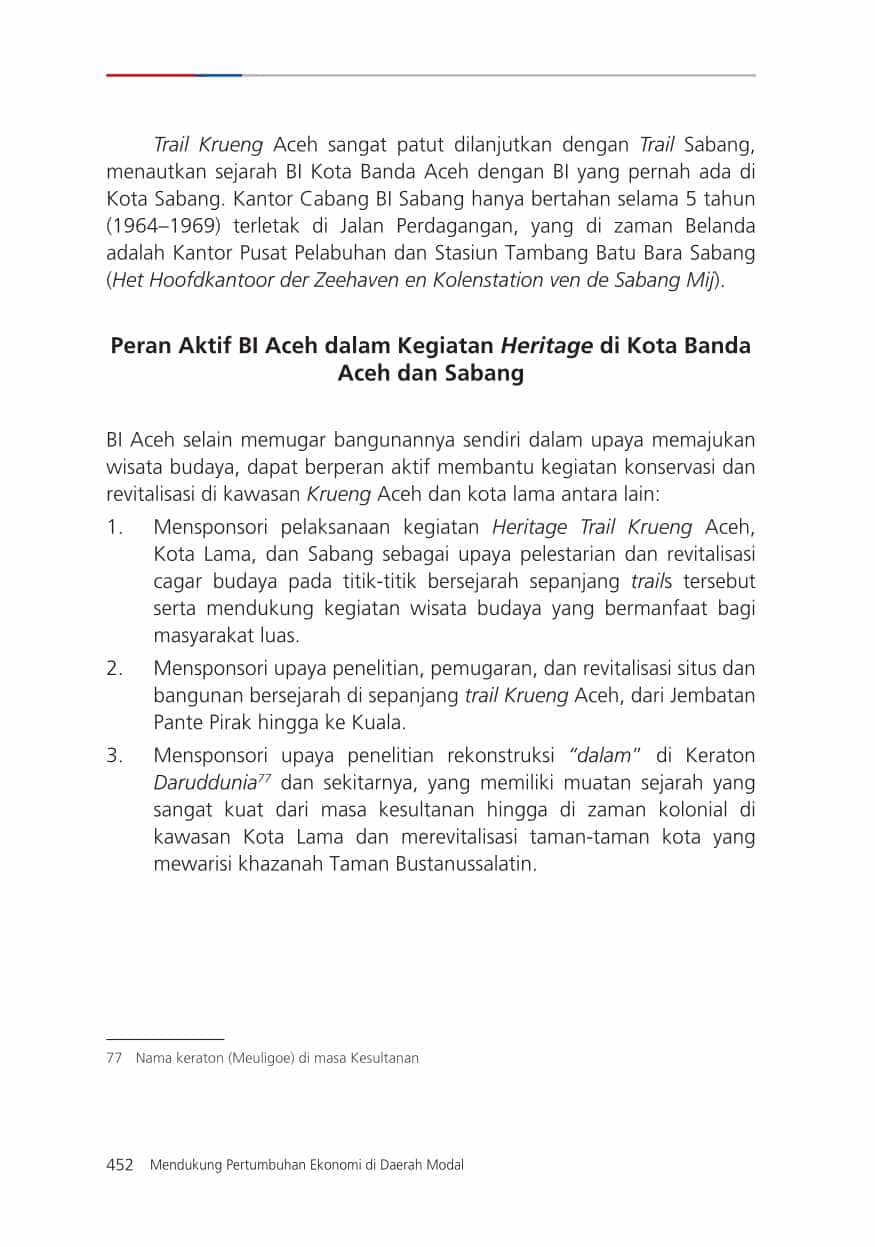 Trail Krueng Aceh sangat patut dilanjutkan dengan Trail Sabang,
menautkan sejarah BI Kota Banda Aceh dengan BI yang pernah ada di
Kota Sabang. Kantor Cabang BI Sabang hanya bertahan selama 5 tahun
(1964–1969) terletak di Jalan Perdagangan, yang di zaman Belanda
adalah Kantor Pusat Pelabuhan dan Stasiun Tambang Batu Bara Sabang
(Het Hoofdkantoor der Zeehaven en Kolenstation ven de Sabang Mij).
Peran Aktif BI Aceh dalam Kegiatan Heritage di Kota Banda
Aceh dan Sabang
BI Aceh selain memugar bangunannya sendiri dalam upaya memajukan
wisata budaya, dapat berperan aktif membantu kegiatan konservasi dan
revitalisasi di kawasan Krueng Aceh dan kota lama antara lain:
1. Mensponsori pelaksanaan kegiatan Heritage Trail Krueng Aceh,
Kota Lama, dan Sabang sebagai upaya pelestarian dan revitalisasi
cagar budaya pada titik-titik bersejarah sepanjang trails tersebut
serta mendukung kegiatan wisata budaya yang bermanfaat bagi
masyarakat luas.
2. Mensponsori upaya penelitian, pemugaran, dan revitalisasi situs dan
bangunan bersejarah di sepanjang trail Krueng Aceh, dari Jembatan
Pante Pirak hingga ke Kuala.
3. Mensponsori upaya penelitian rekonstruksi “dalam” di Keraton
Daruddunia77 dan sekitarnya, yang memiliki muatan sejarah yang
sangat kuat dari masa kesultanan hingga di zaman kolonial di
kawasan Kota Lama dan merevitalisasi taman-taman kota yang
mewarisi khazanah Taman Bustanussalatin.
77 Nama keraton (Meuligoe) di masa Kesultanan
452 Mendukung Pertumbuhan Ekonomi di Daerah Modal